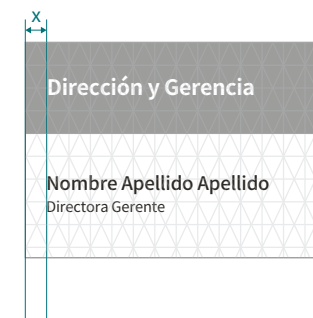 X
Dirección y Gerencia
Nombre Apellido Apellido
Directora Gerente